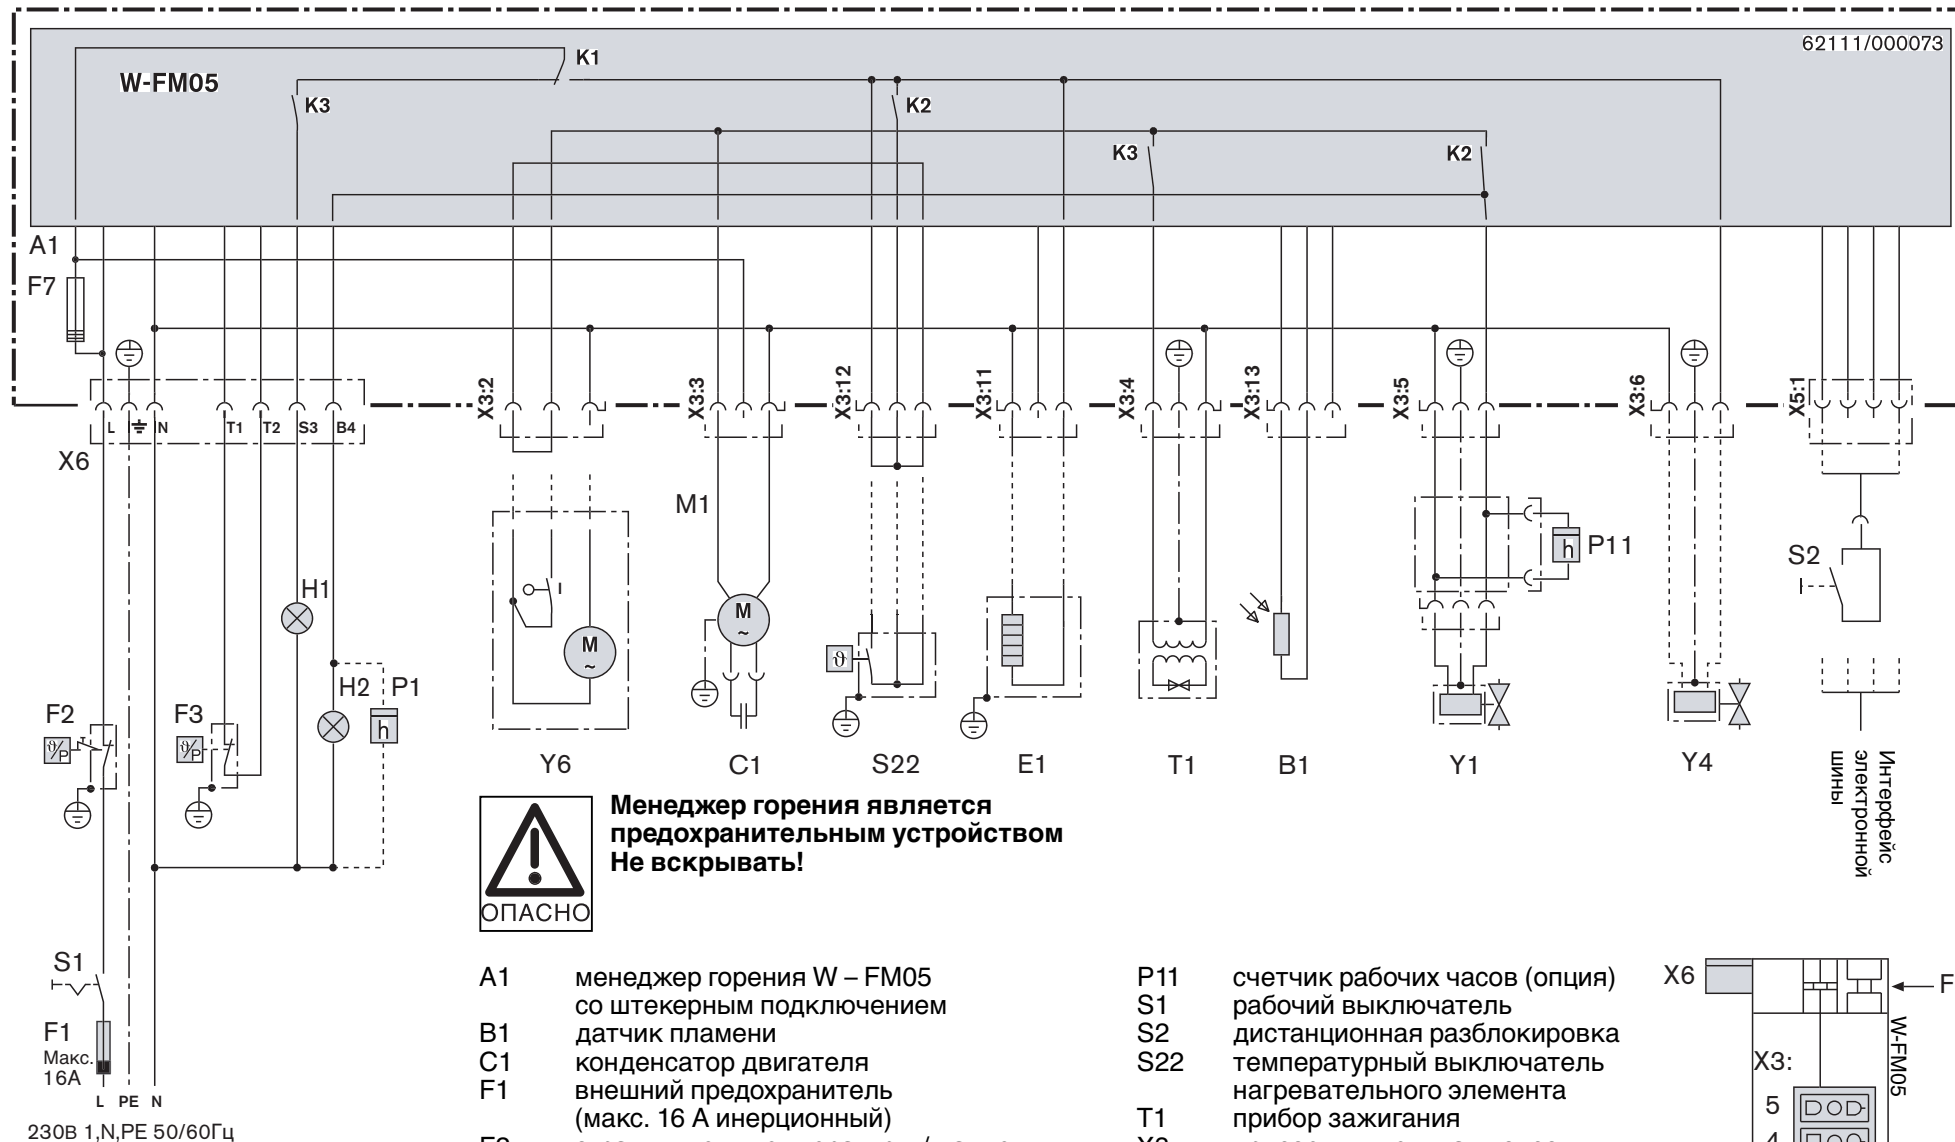 62111/000073
W-FM05
K1
K3
K2
K3
K2
A1
F7
X3:2
X3:3
X3:12
X3:11
X3:4
X3:13
X3:5
X3:6
X5:1
L
N
T1
T2
S3
B4
X6
M1
h
P11
S2
H1
I
M
~
M
~
ϑ
H2
P1
h
F2
ϑ/P
F3
ϑ/P
Y6
C1
S22
E1
T1
B1
Y1
Y4
Интерфейс
электронной
шины
Менеджер горения является
предохранительным устройством
Не вскрывать!
ОПАСНО
S1
F1
Макс.
16А
L PE N
230В 1,N,PE 50/60Гц
A1 менеджер горения W – FM05
со штекерным подключением
B1 датчик пламени
C1 конденсатор двигателя
F1 внешний предохранитель
(макс. 16 А инерционный)
P11 счетчик рабочих часов (опция)
S1 рабочий выключатель
S2 дистанционная разблокировка
S22 температурный выключатель
нагревательного элемента
T1 прибор зажигания
X6
F
W-FM05
X3:
5
4